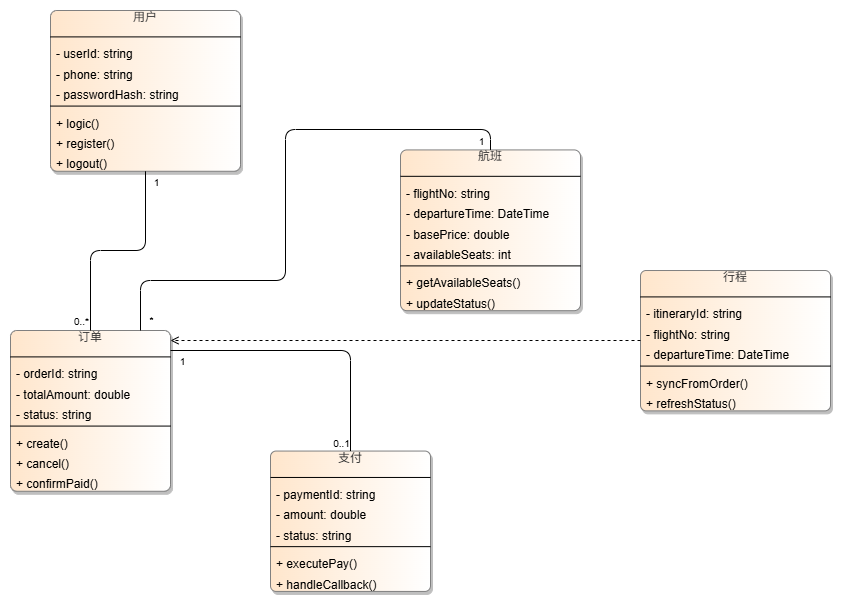 用户
- userId: string
- phone: string
- passwordHash: string
+ logic()
+ register()
+ logout()
1
1
航班
- flightNo: string
- departureTime: DateTime
- basePrice: double
- availableSeats: int
+ getAvailableSeats()
+ updateStatus()
行程
- itineraryId: string
- flightNo: string
- departureTime: DateTime
+ syncFromOrder()
+ refreshStatus()
0..*
*
订单
- orderId: string
- totalAmount: double
- status: string
+ create()
+ cancel()
+ confirmPaid()
1
0..1
支付
- paymentId: string
- amount: double
- status: string
+ executePay()
+ handleCallback()